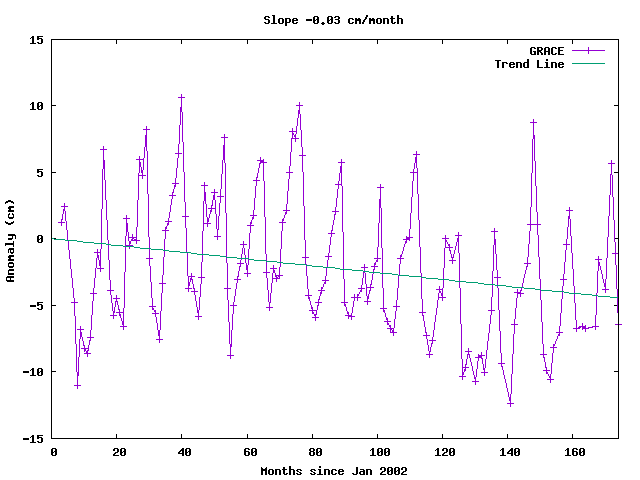 Slope -0.03 cm/month
GRACE
Trend Line
15
10
5
0
-5
-10
-15
Anomaly (cm)
0 20 40 60 80 100 120 140 160
Months since Jan 2002